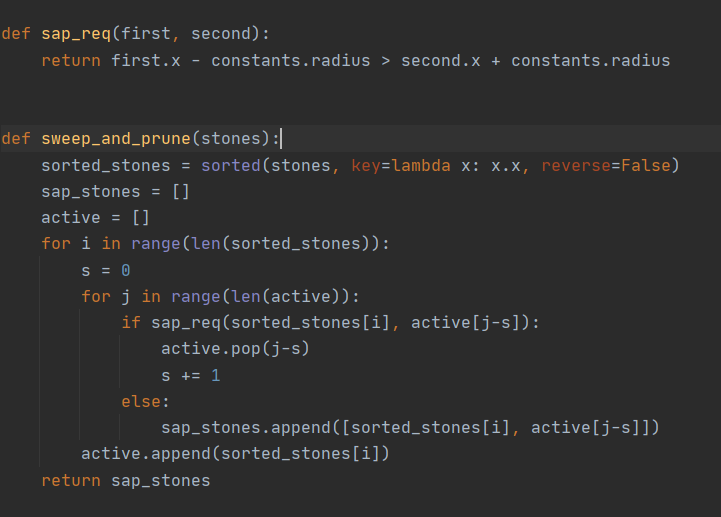 def sap_req(first, second):
    return first.x - constants.radius > second.x + constants.radius
def sweep_and_prune(stones):
    sorted_stones = sorted(stones, key=lambda x: x.x, reverse=False)
    sap_stones = []
    active = []
    for i in range(len(sorted_stones)):
        s = 0
        for j in range(len(active)):
            if sap_req(sorted_stones[i], active[j-s]):
                active.pop(j-s)
                s += 1
            else:
                sap_stones.append([sorted_stones[i], active[j-s]])
        active.append(sorted_stones[i])
    return sap_stones